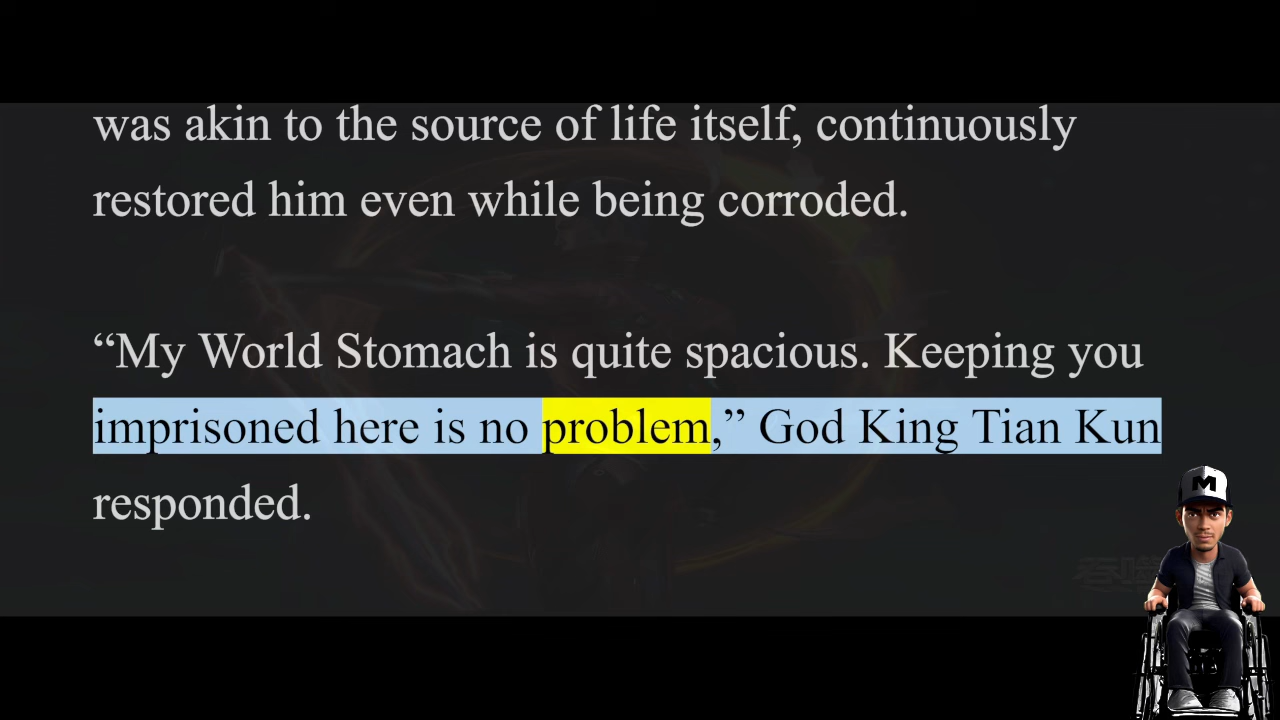 was akin to the source of life itself, continuously
restored him even while being corroded.
“My World Stomach is quite spacious. Keeping you
imprisoned here is no problem,” God King Tian Kun
responded.
M